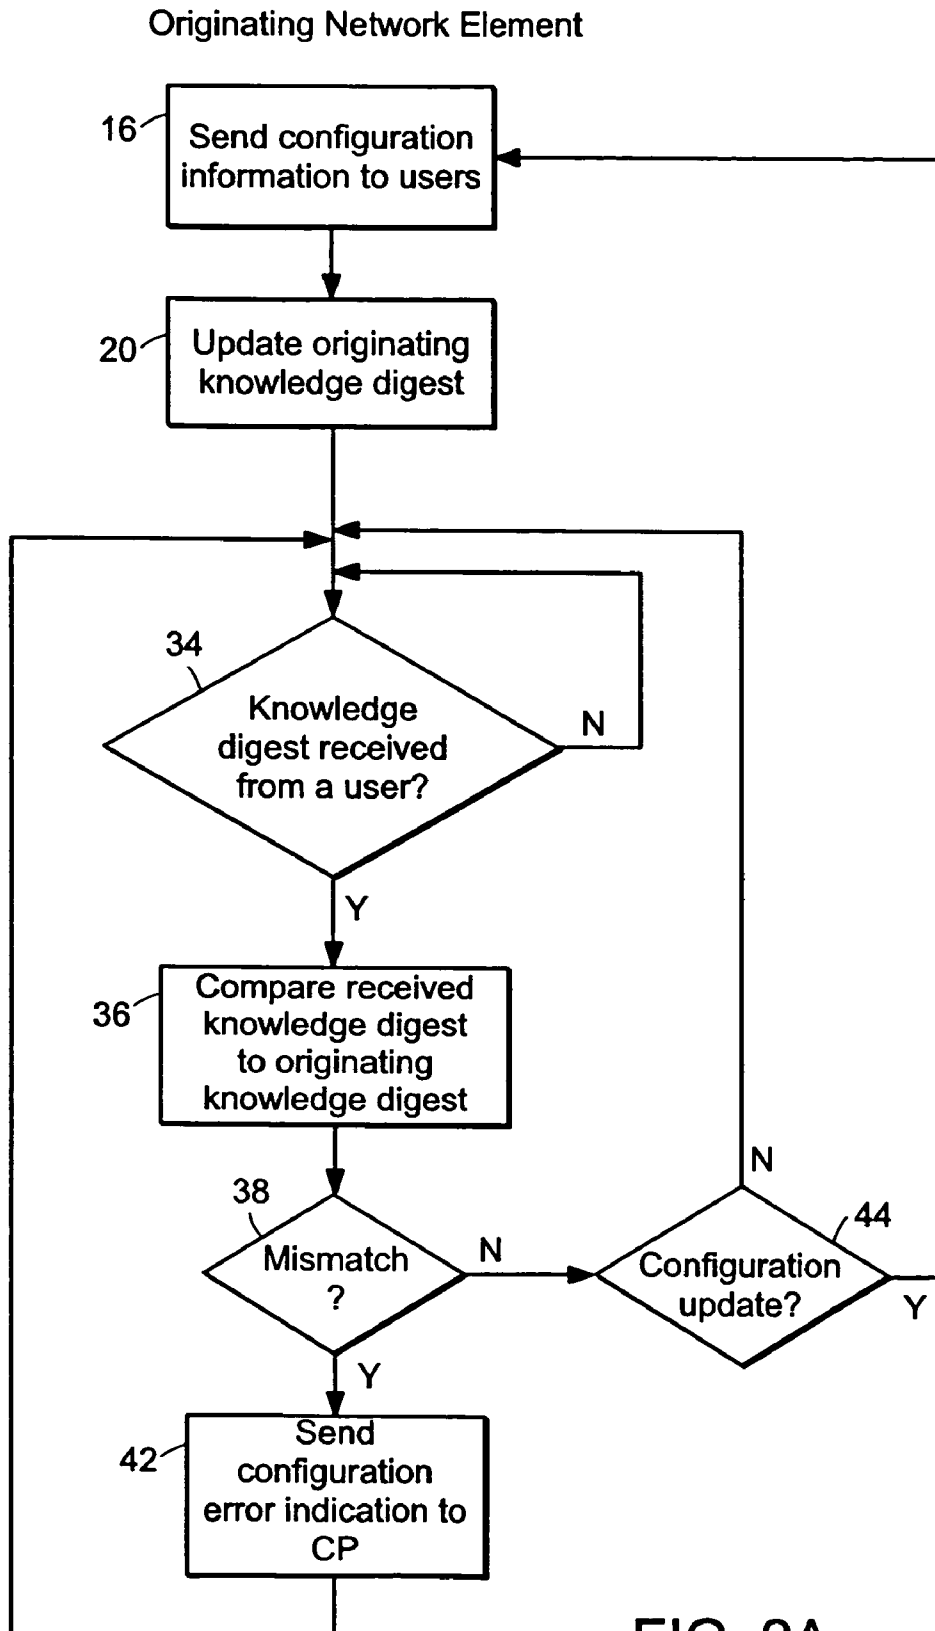 Originating Network Element
16
Send configuration
information to users
20
Update originating
knowledge digest
34
Knowledge
digest received
from a user?
N
Y
36
Compare received
knowledge digest
to originating
knowledge digest
N
38
Mismatch
?
N
44
Configuration
update?
Y
Y
42
Send
configuration
error indication to
CP